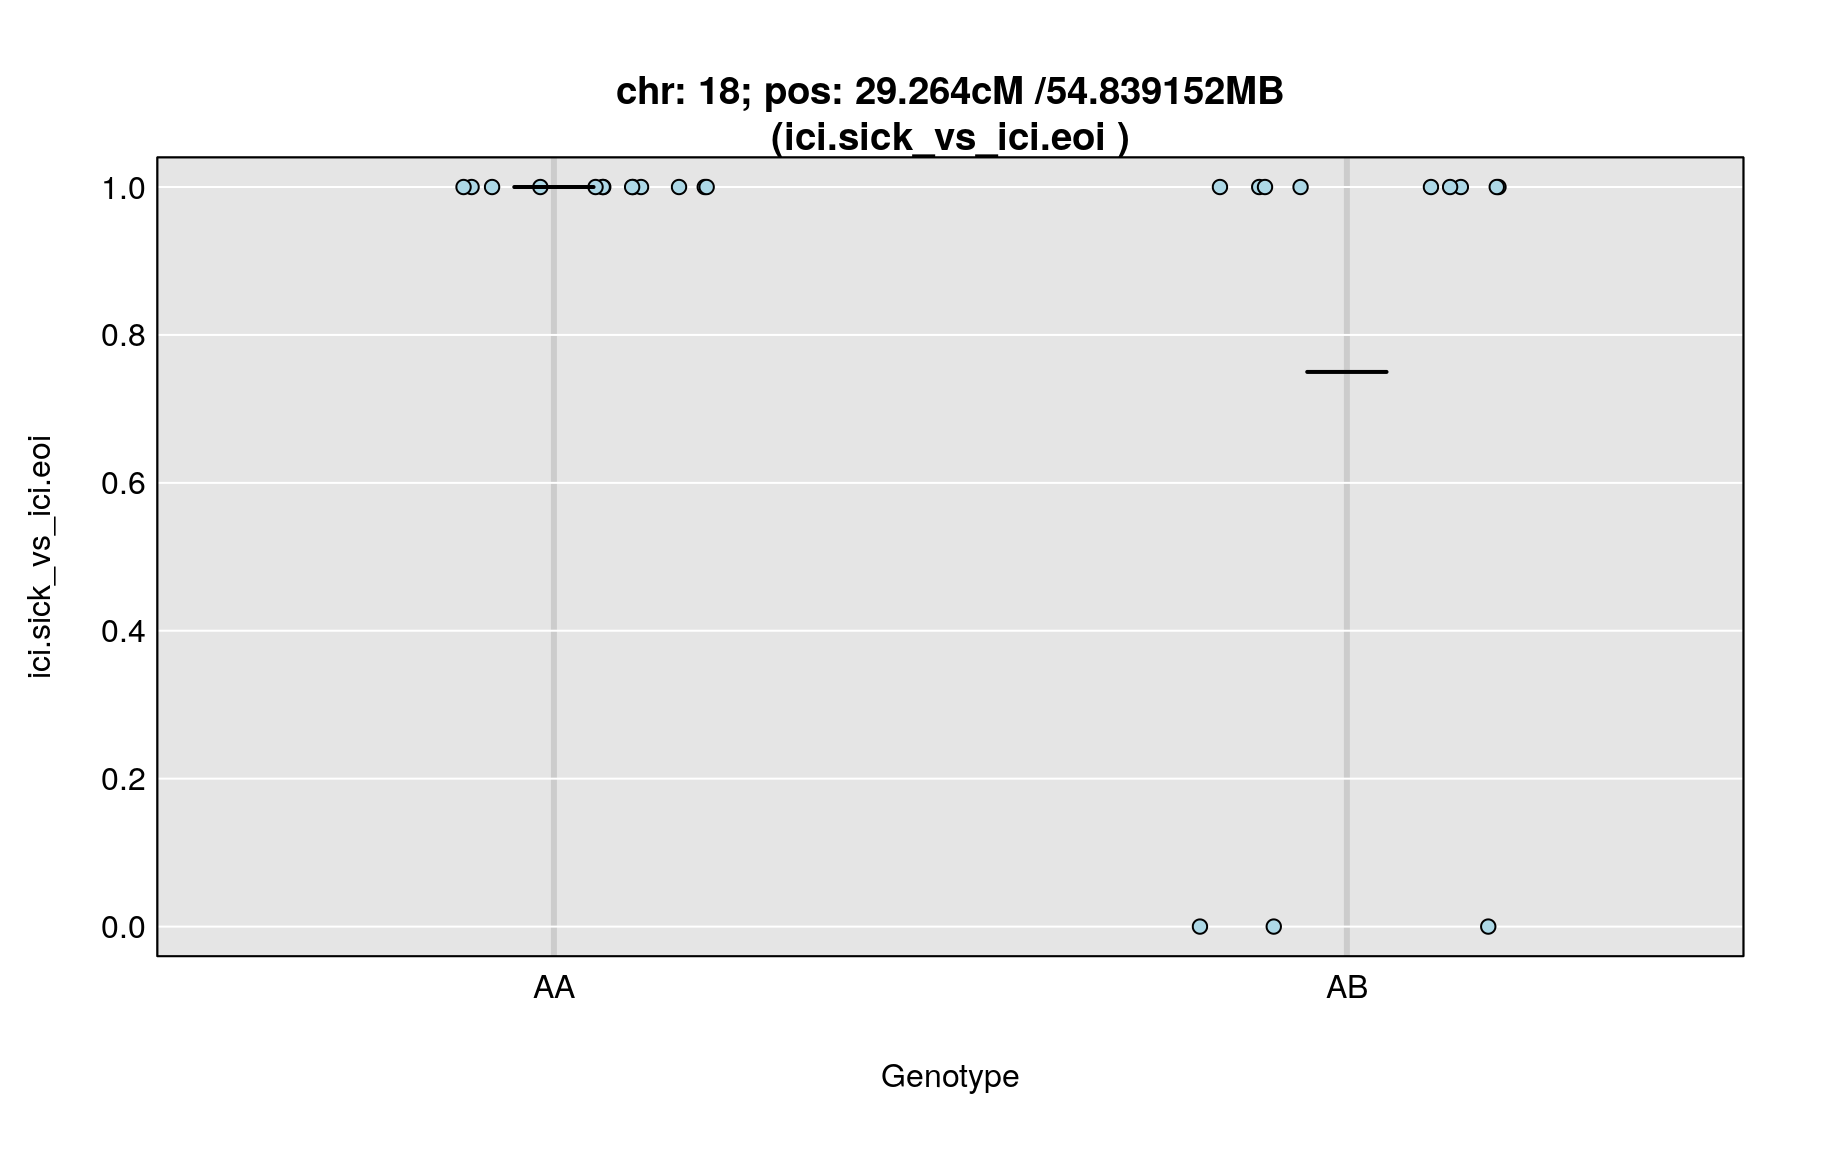 chr: 18; pos: 29.264cM /54.839152MB
(ici.sick_vs_ici.eoi )
1.0
0.8
0.6
0.4
0.2
0.0
ici.sick_vs_ici.eoi
AA AB
Genotype